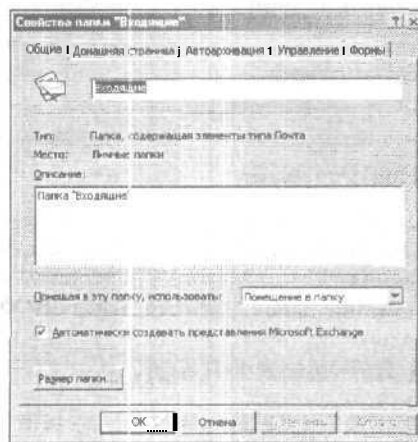 Свойства папки "Входящие"
Общие Домашняя страница Автоархивация Управление Формы
Входящие
Тип: Папка, содержащая элементы типа Почта
Место: Личные папки
Описание:
Папка "Входящие"
Помещая в эту папку, использовать: Помещение в папку
Автоматически создавать представления Microsoft Exchange
Размер папки...
ОК Отмена